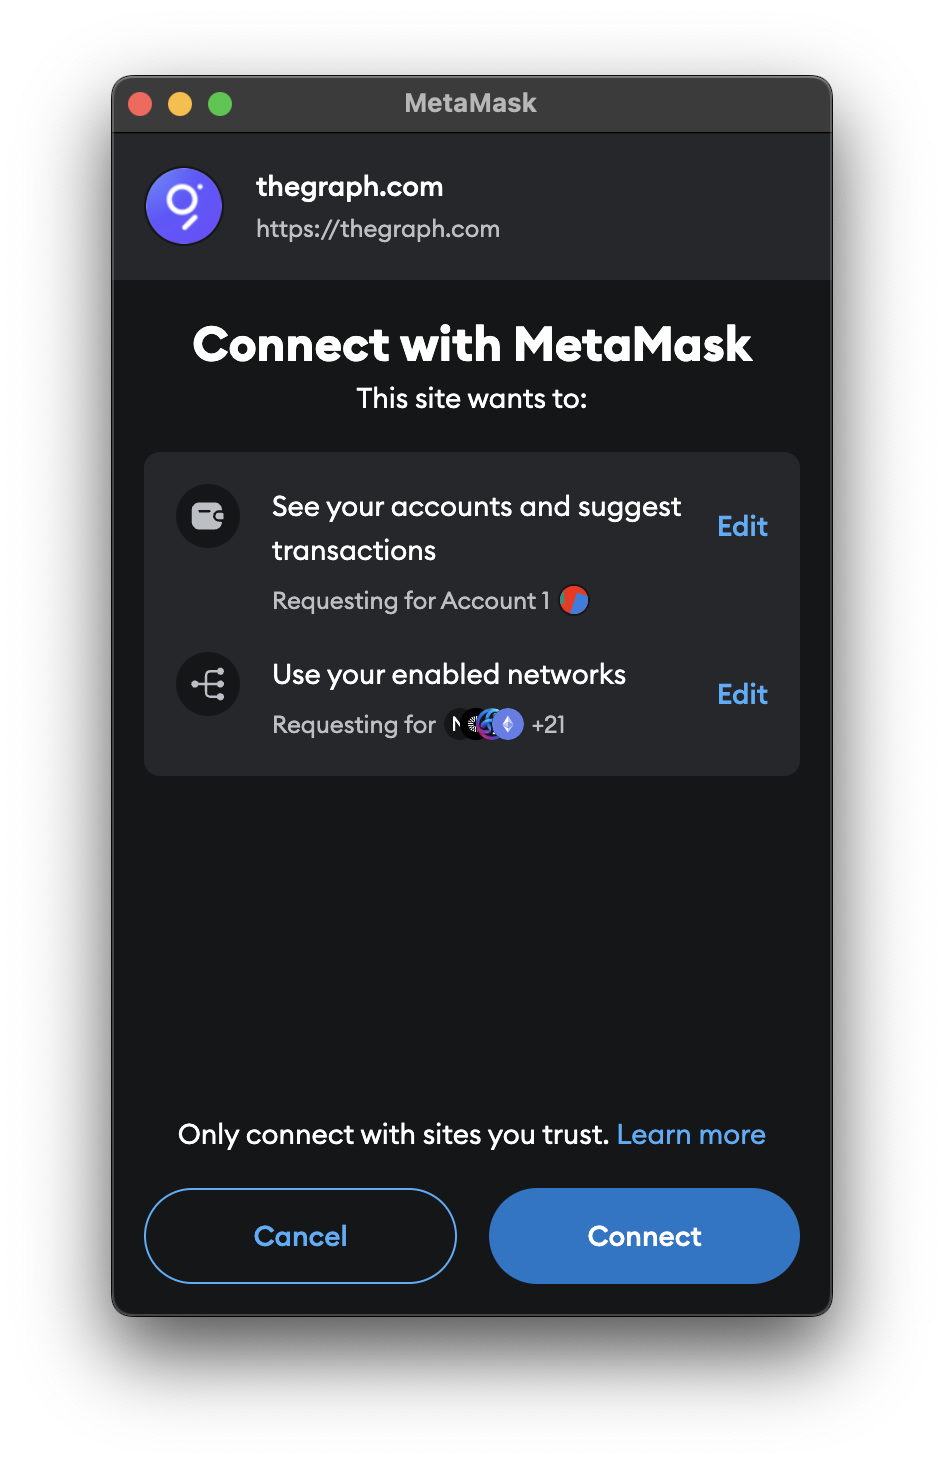 MetaMask
thegraph.com
https://thegraph.com
Connect with MetaMask
This site wants to:
See your accounts and suggest
transactions
Edit
Requesting for Account 1
Use your enabled networks
Edit
Requesting for N +21
Only connect with sites you trust. Learn more
Cancel
Connect